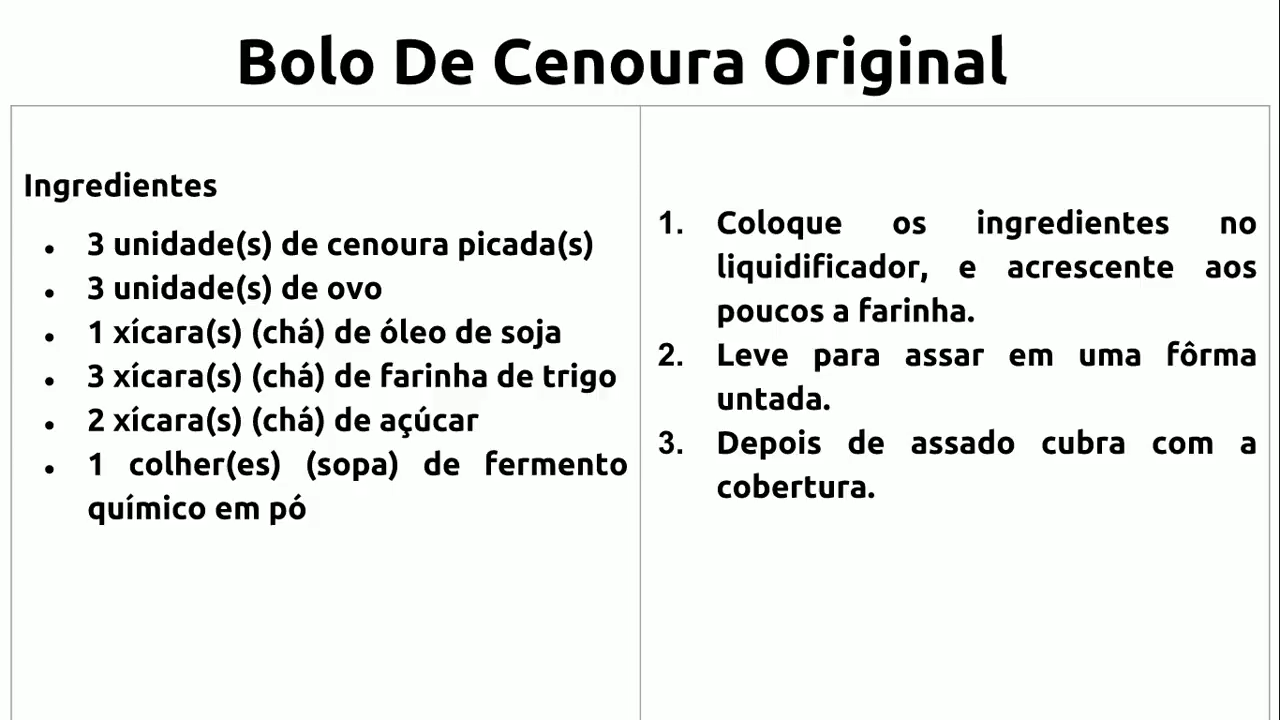 Bolo De Cenoura Original
Ingredientes
• 3 unidade(s) de cenoura picada(s)
• 3 unidade(s) de ovo
• 1 xícara(s) (chá) de óleo de soja
• 3 xícara(s) (chá) de farinha de trigo
• 2 xícara(s) (chá) de açúcar
• 1 colher(es) (sopa) de fermento
químico em pó
1. Coloque os ingredientes no
liquidificador, e acrescente aos
poucos a farinha.
2. Leve para assar em uma fôrma
untada.
3. Depois de assado cubra com a
cobertura.